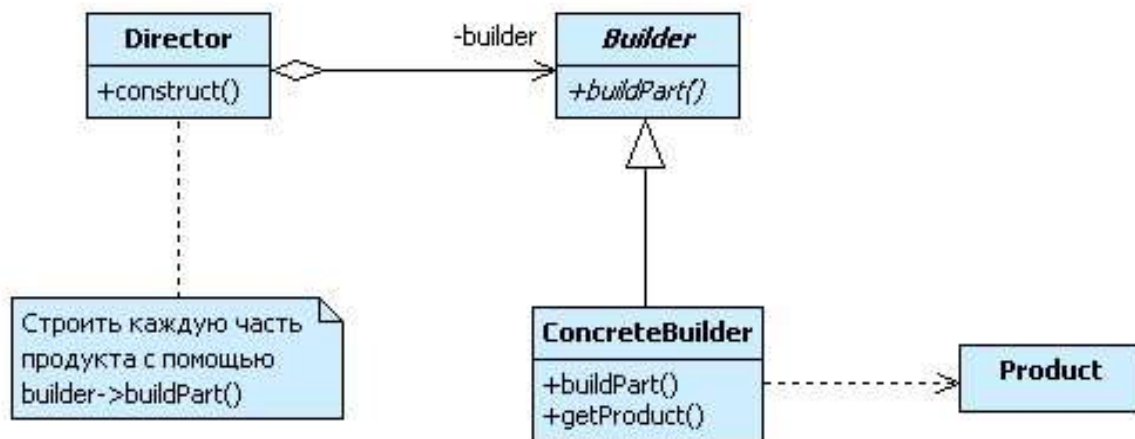 Director
+construct()
-builder
Builder
+buildPart()
Строить каждую часть
продукта с помощью
builder->buildPart()
ConcreteBuilder
+buildPart()
+getProduct()
Product